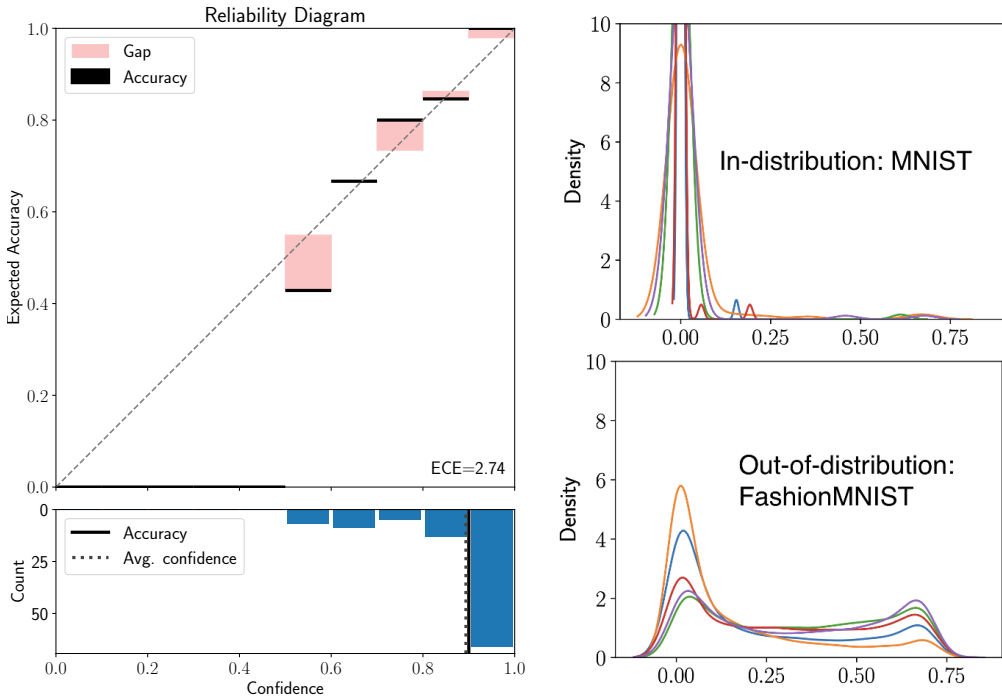 Reliability Diagram
1.0
0.8
0.6
0.4
0.2
0.0
Expected Accuracy
Gap
Accuracy
ECE=2.74
0
25
50
Count
Accuracy
Avg. confidence
0.0 0.2 0.4 0.6 0.8 1.0
Confidence
10
8
6
4
2
0
Density
In-distribution: MNIST
0.00 0.25 0.50 0.75
10
8
6
4
2
0
Density
Out-of-distribution:
FashionMNIST
0.00 0.25 0.50 0.75